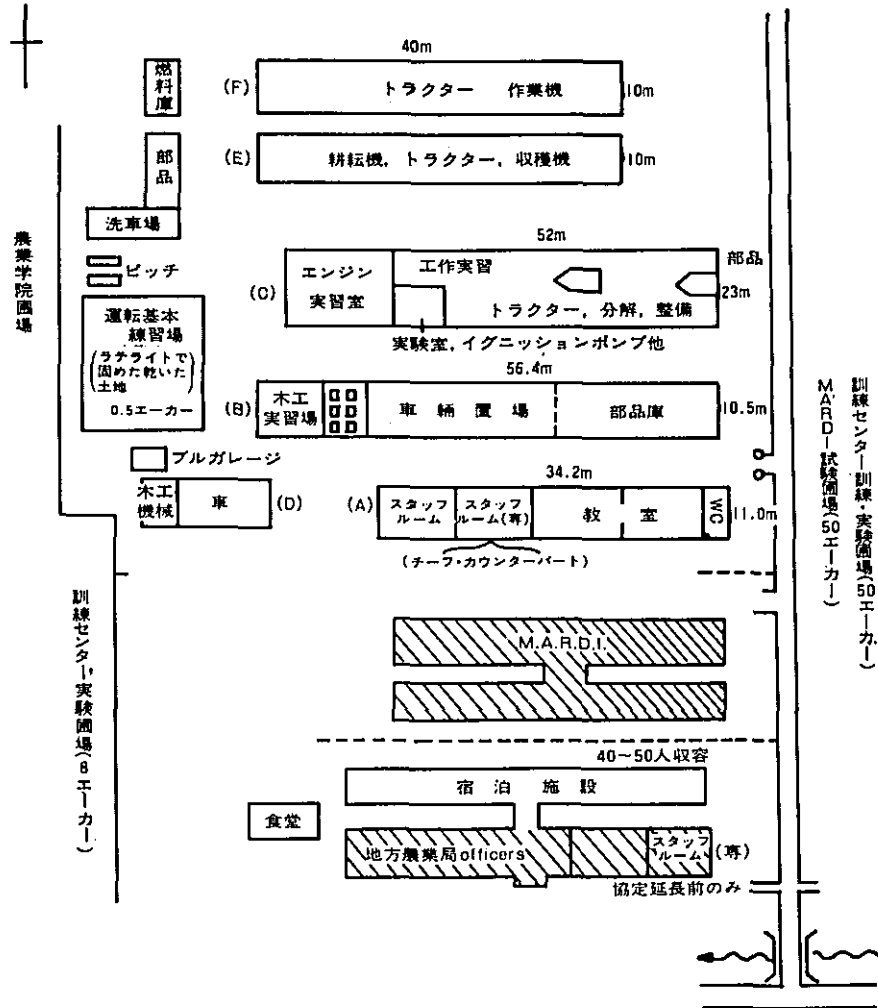 40m
燃料庫
(F)
トラクター 作業機
10m
部品
(E)
耕転機，トラクター，収穫機
10m
洗車場
農業学院圃場
ピッチ
52m
部品
(C)
エンジン
実習室
工作実習
トラクター，分解，整備
23m
実験室，イグニッションポンプ他
運転基本
練習場
(ラテライトで
固めた乾いた
土地)
0.5エーカー
56.4m
(B)
木工
実習場
車輛置場
部品庫
10.5m
ブルガレージ
34.2m
木工
機械
車
(D)
(A)
スタッフ
ルーム
スタッフ
ルーム(専)
教室
WC
11.0m
(チーフ・カウンターパート)
MARDI試験圃場(50エーカー)
訓練センター訓練・実験圃場(50エーカー)
訓練センター実験圃場(8エーカー)
M.A.R.D.I.
40~50人収容
宿泊施設
食堂
地方農業局officers
スタッフ
ルーム
(専)
協定延長前のみ